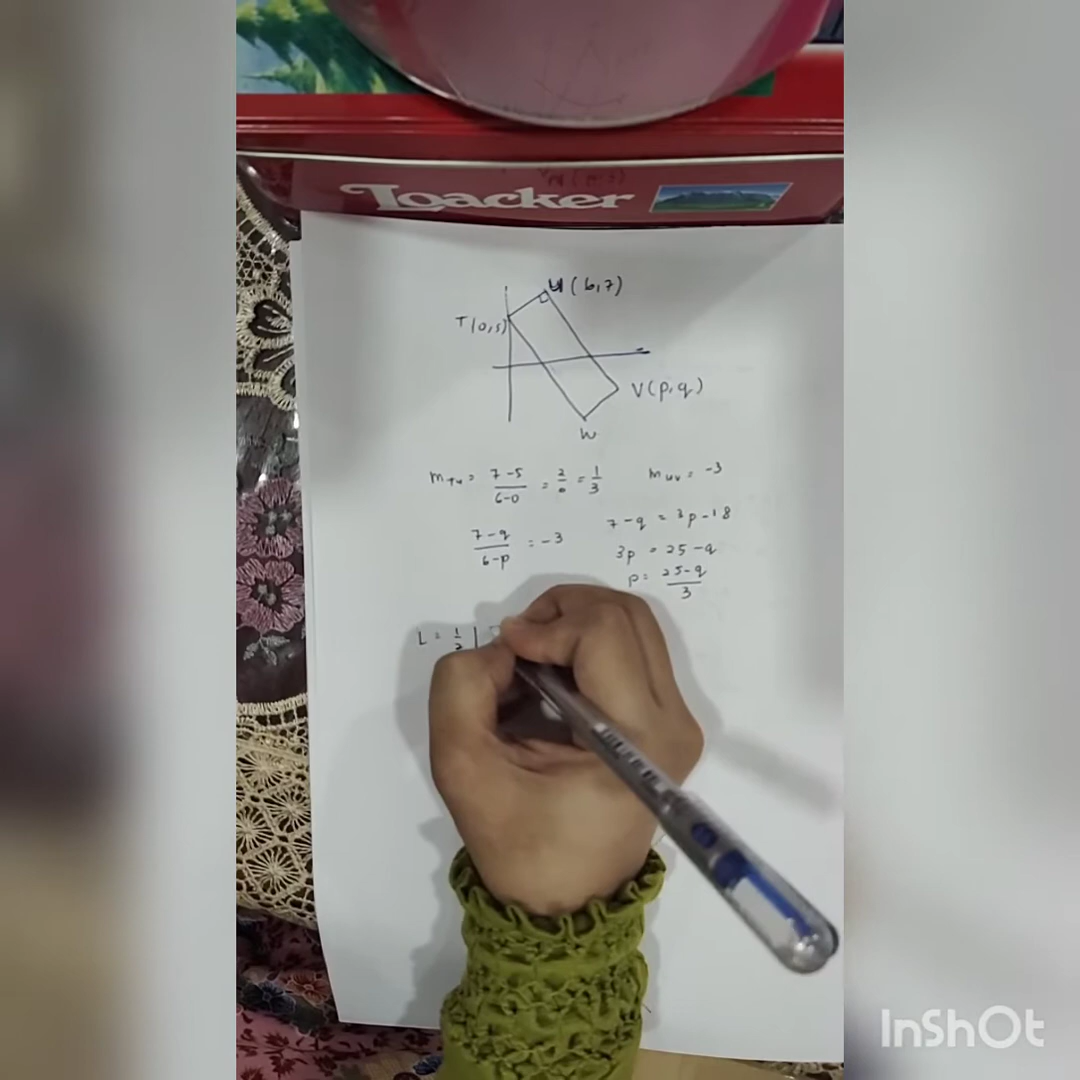 Loacker
U(6,7)
T(0,5)
V(p,q)
W
m_TU = 7-5/6-0 = 2/6 = 1/3
m_UV = -3
7-q/6-p = -3
7-q = 3p-18
3p = 25-q
p = 25-q/3
L = 1/2 |
InShOt